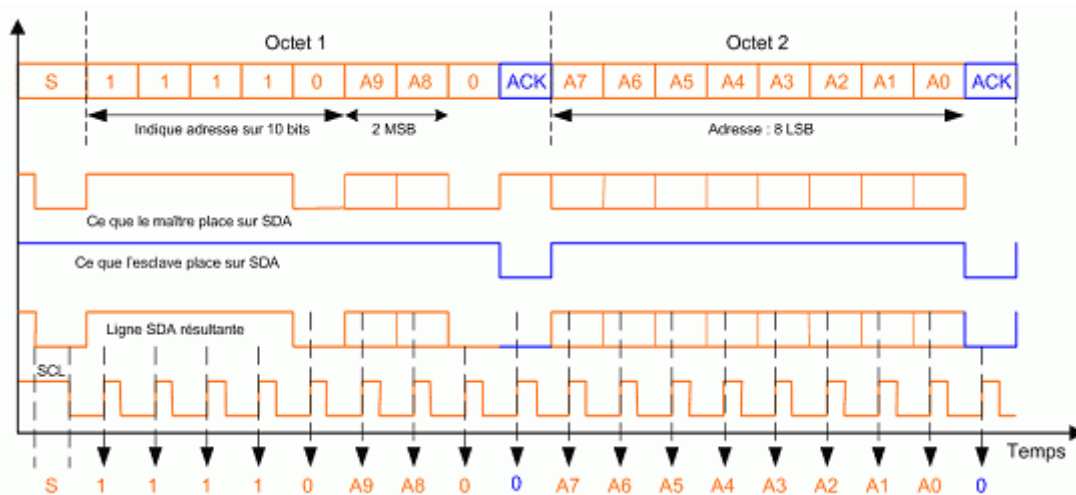 Octet 1 Octet 2
S 1 1 1 1 0 A9 A8 0 ACK A7 A6 A5 A4 A3 A2 A1 A0 ACK
Indique adresse sur 10 bits 2 MSB Adresse : 8 LSB
Ce que le maître place sur SDA
Ce que l'esclave place sur SDA
Ligne SDA résultante
SCL
Temps
S 1 1 1 1 0 A9 A8 0 0 A7 A6 A5 A4 A3 A2 A1 A0 0